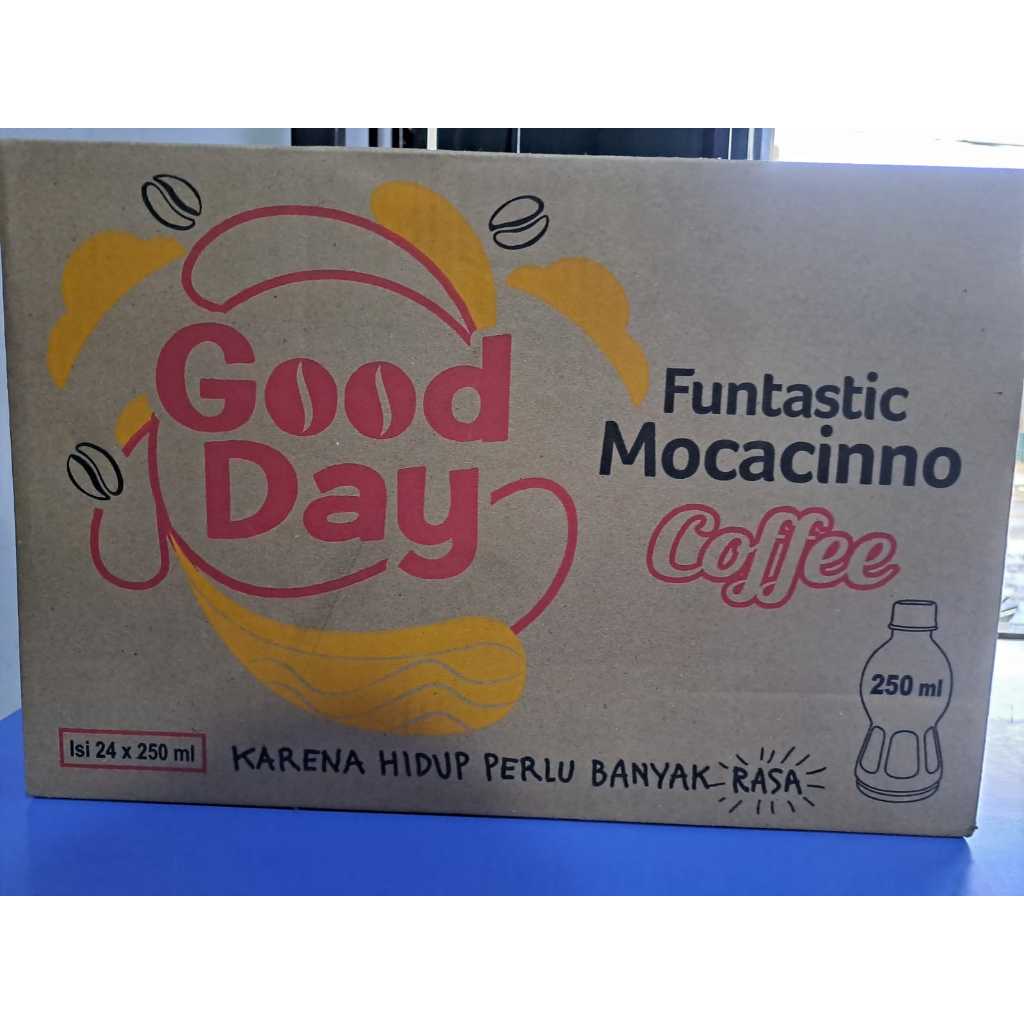 Good
Day
Funtastic
Mocacinno
Coffee
250 ml
Isi 24 x 250 ml
KARENA HIDUP PERLU BANYAK RASA